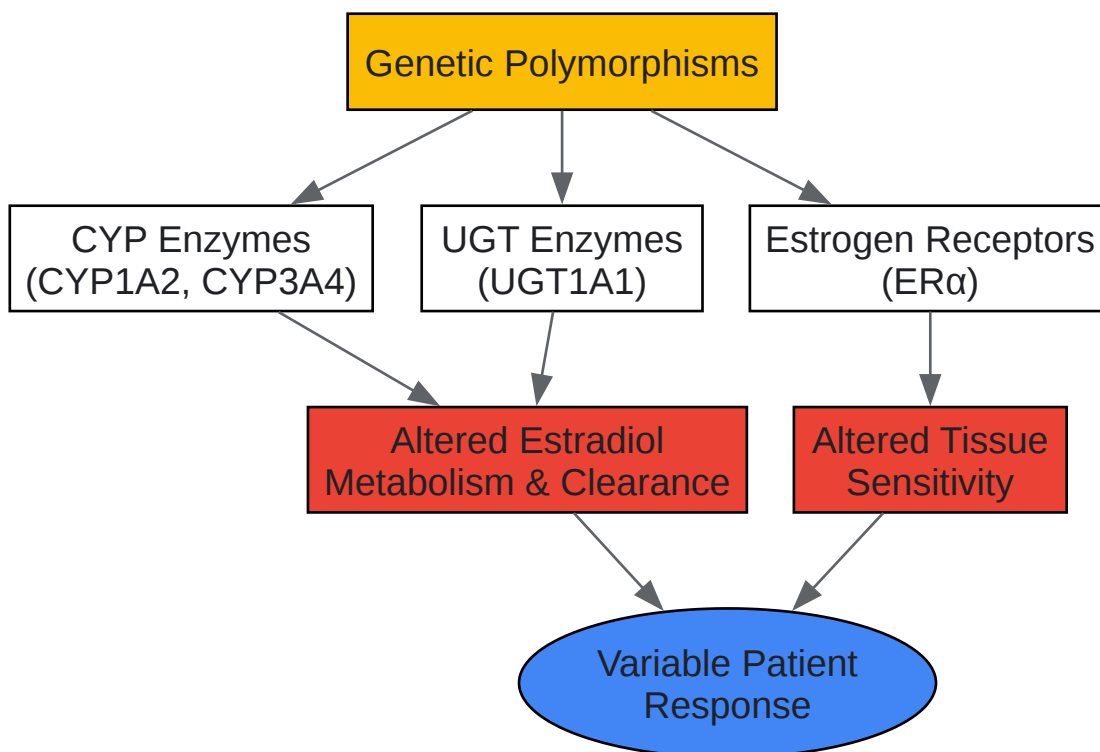 Genetic Polymorphisms
CYP Enzymes
(CYP1A2, CYP3A4)
UGT Enzymes
(UGT1A1)
Estrogen Receptors
(ERα)
Altered Estradiol
Metabolism & Clearance
Altered Tissue
Sensitivity
Variable Patient
Response